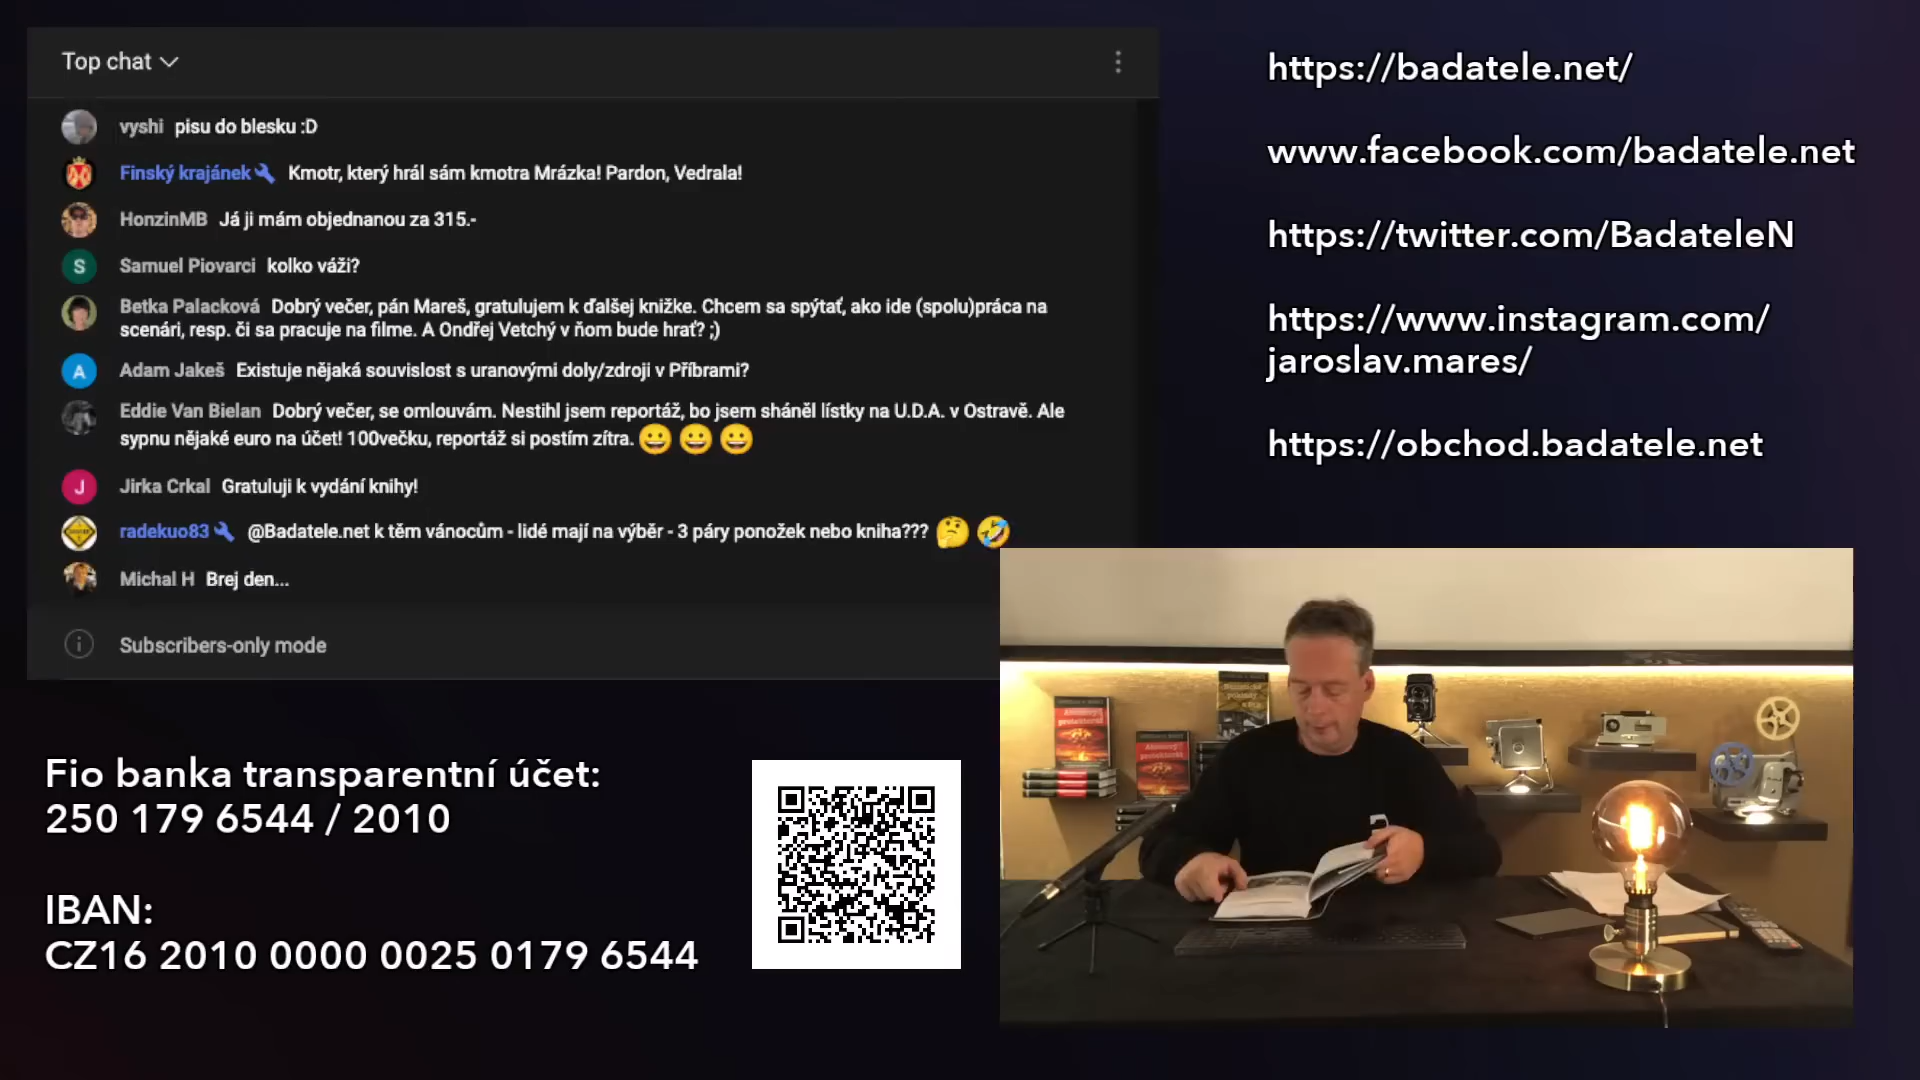 Top chat
vyshi pisu do blesku :D
Finský krajánek Kmotr, který hrál sám kmotra Mrázka! Pardon, Vedrala!
HonzinMB Já ji mám objednanou za 315.-
S Samuel Piovarci kolko váži?
Betka Palacková Dobrý večer, pán Mareš, gratulujem k ďalšej knižke. Chcem sa spýtať, ako ide (spolu)práca na
scenári, resp. či sa pracuje na filme. A Ondřej Vetchý v ňom bude hrať? ;)
A Adam Jakeš Existuje nějaká souvislost s uranovými doly/zdroji v Příbrami?
Eddie Van Bielan Dobrý večer, se omlouvám. Nestihl jsem reportáž, bo jsem sháněl lístky na U.D.A. v Ostravě. Ale
sypnu nějaké euro na účet! 100večku, reportáž si postím zítra. 😀 😀 😀
J Jirka Crkal Gratuluji k vydání knihy!
radekuo83 @Badatele.net k těm vánocům - lidé mají na výběr - 3 páry ponožek nebo kniha??? 🤔 🤣
Michal H Brej den...
Subscribers-only mode
https://badatele.net/
www.facebook.com/badatele.net
https://twitter.com/BadateleN
https://www.instagram.com/
jaroslav.mares/
https://obchod.badatele.net
Fio banka transparentní účet:
250 179 6544 / 2010
IBAN:
CZ16 2010 0000 0025 0179 6544
Atomový
protektorát
Atomový
protektorát